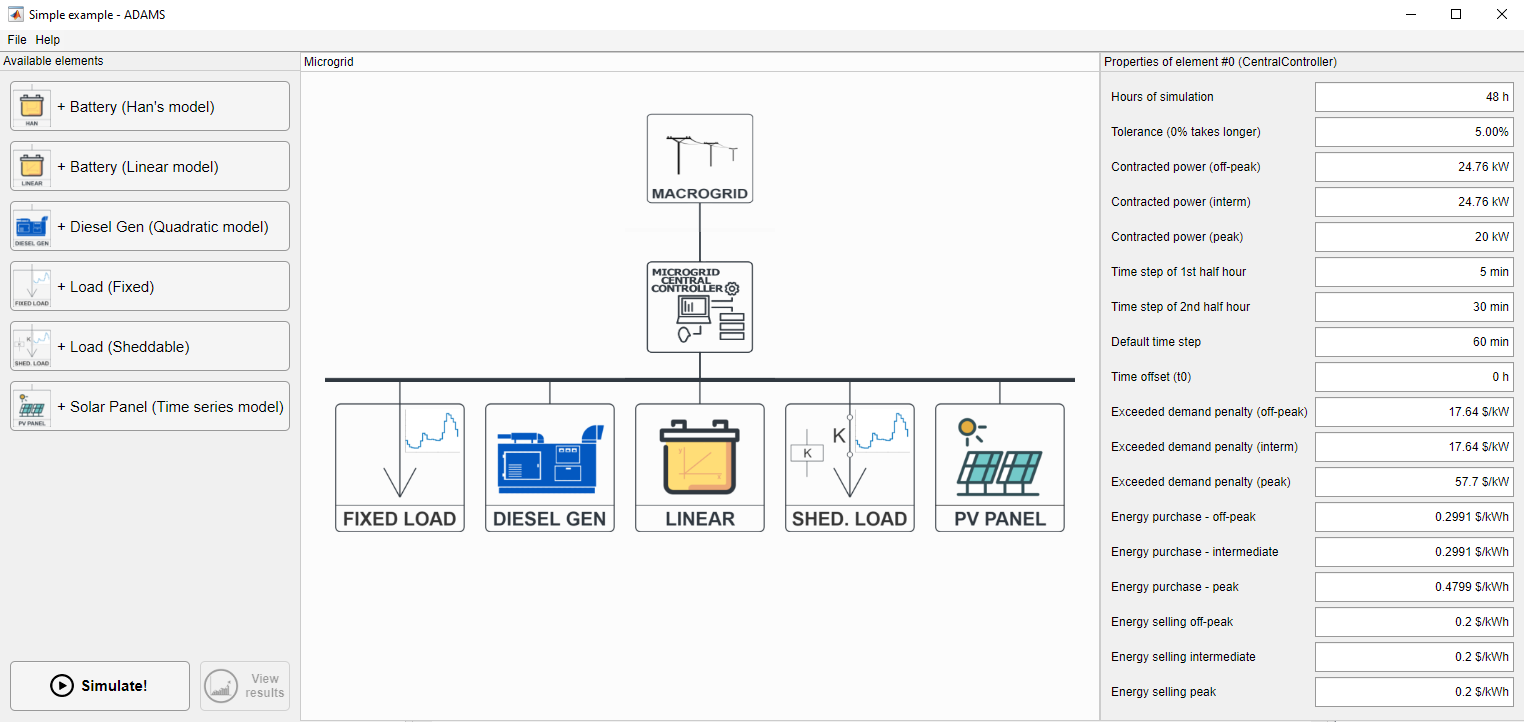 Simple example - ADAMS
File Help
Available elements
HAN
+ Battery (Han's model)
LINEAR
+ Battery (Linear model)
DIESEL GEN
+ Diesel Gen (Quadratic model)
FIXED LOAD
+ Load (Fixed)
K
K
SHED. LOAD
+ Load (Sheddable)
PV PANEL
+ Solar Panel (Time series model)
Simulate!
View
results
Microgrid
MACROGRID
MICROGRID
CENTRAL
CONTROLLER
FIXED LOAD
DIESEL GEN
y
x
LINEAR
K
K
SHED. LOAD
PV PANEL
Properties of element #0 (CentralController)
Hours of simulation 48 h
Tolerance (0% takes longer) 5.00%
Contracted power (off-peak) 24.76 kW
Contracted power (interm) 24.76 kW
Contracted power (peak) 20 kW
Time step of 1st half hour 5 min
Time step of 2nd half hour 30 min
Default time step 60 min
Time offset (t0) 0 h
Exceeded demand penalty (off-peak) 17.64 $/kW
Exceeded demand penalty (interm) 17.64 $/kW
Exceeded demand penalty (peak) 57.7 $/kW
Energy purchase - off-peak 0.2991 $/kWh
Energy purchase - intermediate 0.2991 $/kWh
Energy purchase - peak 0.4799 $/kWh
Energy selling off-peak 0.2 $/kWh
Energy selling intermediate 0.2 $/kWh
Energy selling peak 0.2 $/kWh